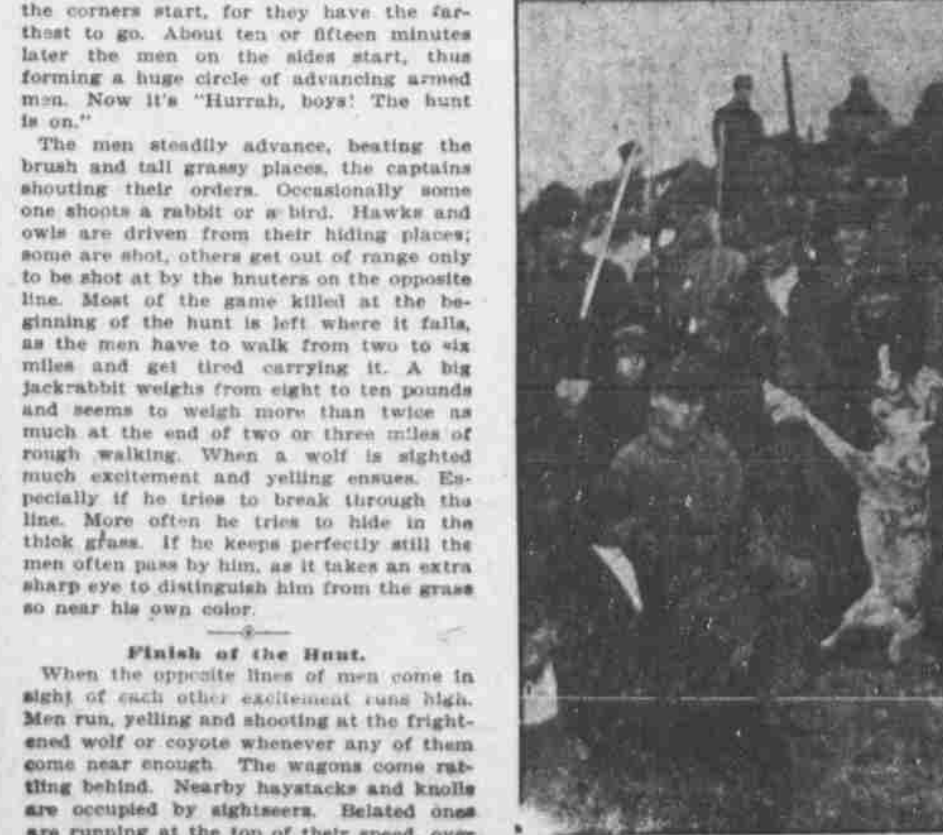 the corners start, for they have the far-
thest to go. About ten or fifteen minutes
later the men on the sides start, thus
forming a huge circle of advancing armed
men. Now it's "Hurrah, boys! The hunt
is on."
The men steadily advance, beating the
brush and tall grassy places, the captains
shouting their orders. Occasionally some
one shoots a rabbit or a bird. Hawks and
owls are driven from their hiding places;
some are shot, others get out of range only
to be shot at by the hnuters on the opposite
line. Most of the game killed at the be-
ginning of the hunt is left where it falls,
as the men have to walk from two to six
miles and get tired carrying it. A big
jackrabbit weighs from eight to ten pounds
and seems to weigh more than twice as
much at the end of two or three miles of
rough walking. When a wolf is sighted
much excitement and yelling ensues. Es-
pecially if he tries to break through the
line. More often he tries to hide in the
thick grass. If he keeps perfectly still the
men often pass by him, as it takes an extra
sharp eye to distinguish him from the grass
so near his own color.
Finish of the Hunt.
When the opposite lines of men come in
sight of each other excitement runs high.
Men run, yelling and shooting at the fright-
ened wolf or coyote whenever any of them
come near enough. The wagons come rat-
tling behind. Nearby haystacks and knolls
are occupied by sightseers. Belated ones
are running at the top of their speed, over